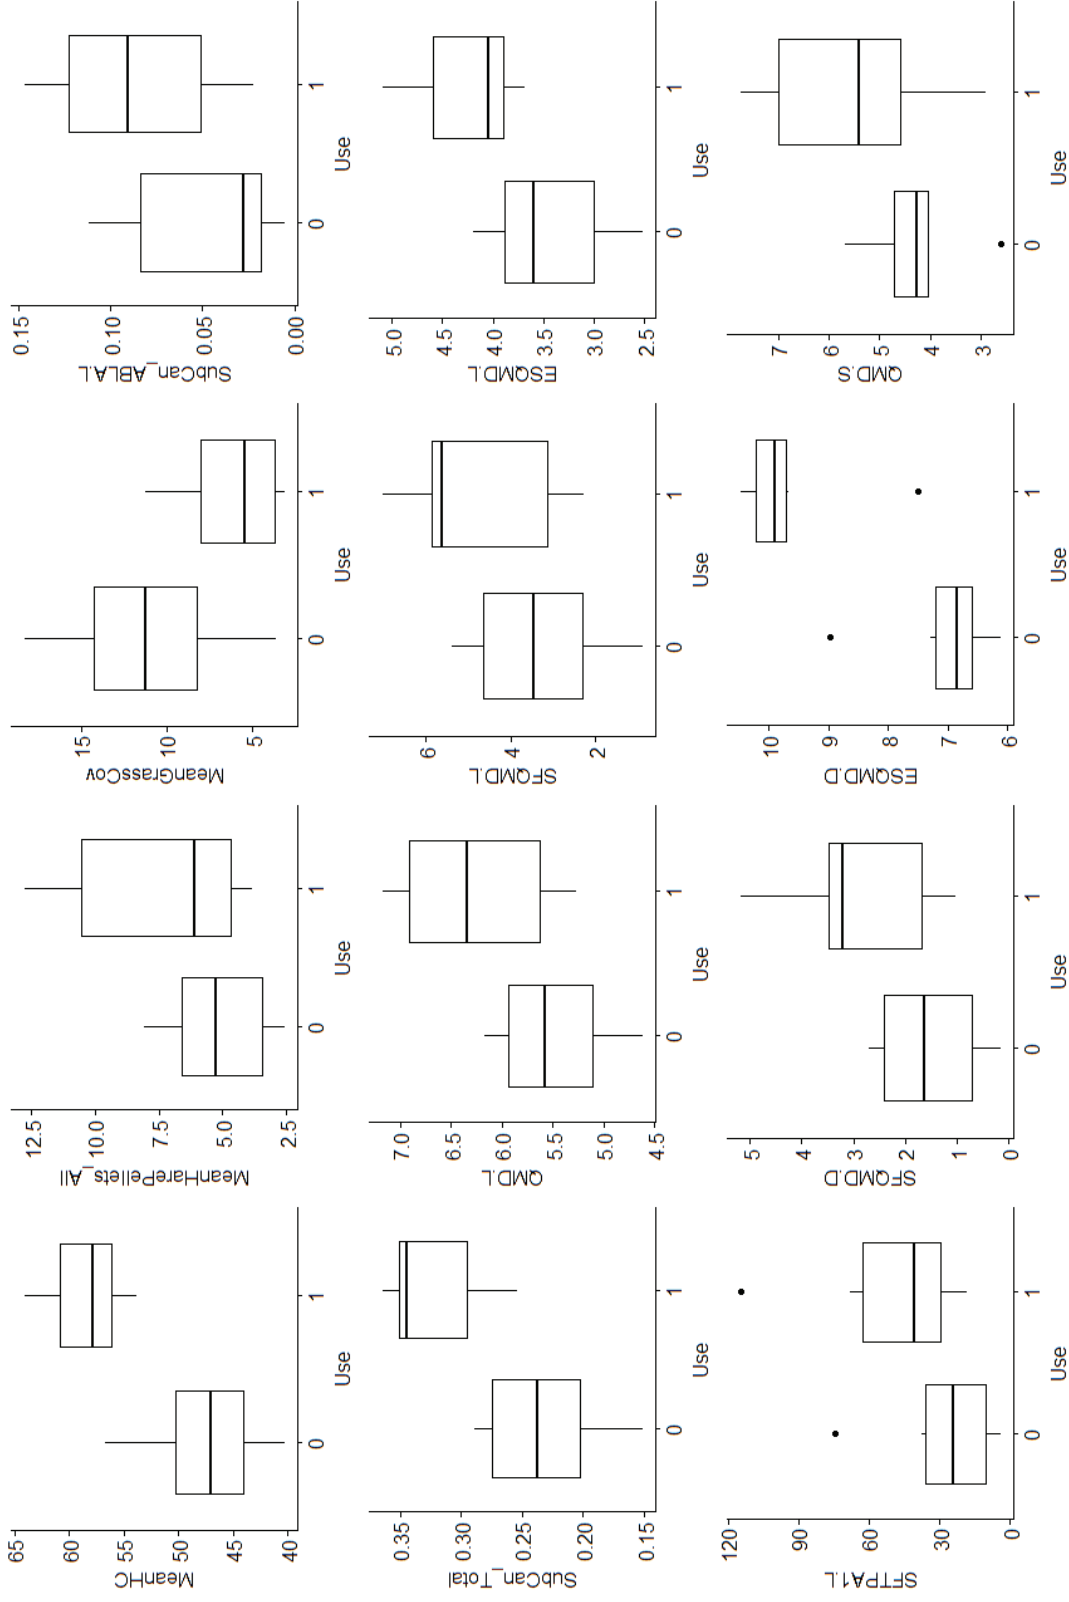 MeanHC
65
60
55
50
45
40
0 1
Use
MeanHarePellets_All
12.5
10.0
7.5
5.0
2.5
0 1
Use
MeanGrassCov
15
10
5
0 1
Use
SubCan_ABLA.L
0.15
0.10
0.05
0.00
0 1
Use
SubCan_Total
0.35
0.30
0.25
0.20
0.15
0 1
Use
QMD.L
7.0
6.5
6.0
5.5
5.0
4.5
0 1
Use
SFQMD.L
6
4
2
0 1
Use
ESQMD.L
5.0
4.5
4.0
3.5
3.0
2.5
0 1
Use
SFTPA1.L
120
90
60
30
0
0 1
Use
SFQMD.D
5
4
3
2
1
0
0 1
Use
ESQMD.D
10
9
8
7
6
0 1
Use
QMD.S
7
6
5
4
3
0 1
Use